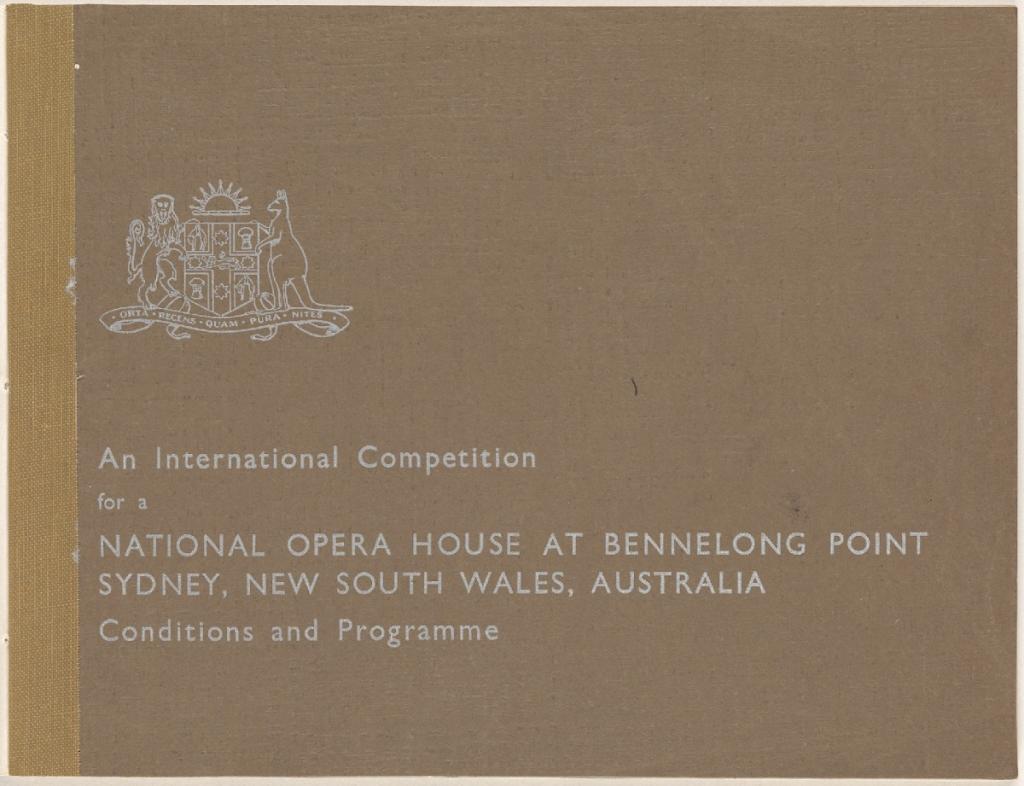 ORTA • RECENS • QUAM • PURA • NITES
An International Competition
for a
NATIONAL OPERA HOUSE AT BENNELONG POINT
SYDNEY, NEW SOUTH WALES, AUSTRALIA
Conditions and Programme